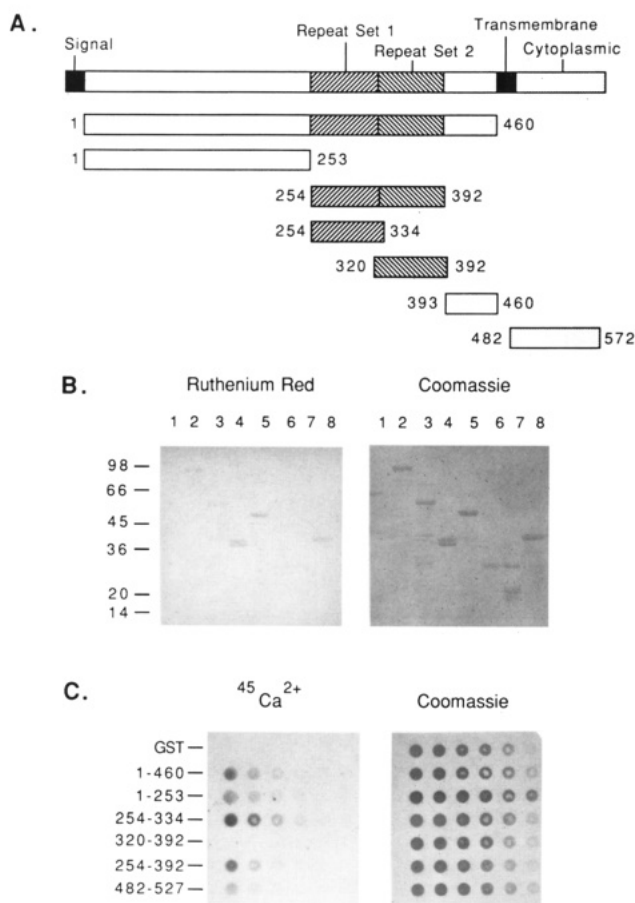 A.
Signal
Repeat Set 1
Repeat Set 2
Transmembrane
Cytoplasmic
1 460
1 253
254 392
254 334
320 392
393 460
482 572
B.
Ruthenium Red Coomassie
1 2 3 4 5 6 7 8 1 2 3 4 5 6 7 8
98 —
66 —
45 —
36 —
20 —
14 —
C.
45Ca2+ Coomassie
GST —
1-460 —
1-253 —
254-334 —
320-392 —
254-392 —
482-527 —